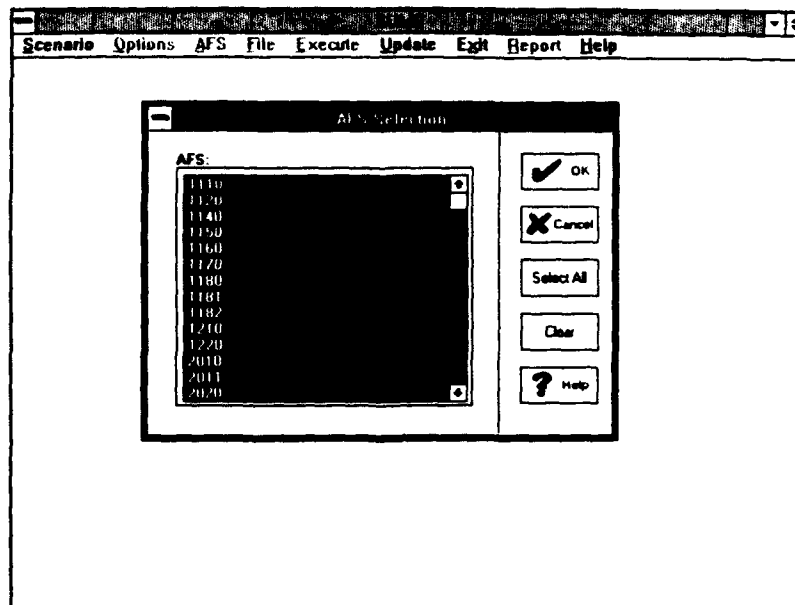 Scenario Options AFS File Execute Update Exit Report Help
AFS Selection
AFS:
1110
1120
1140
1150
1160
1170
1180
1181
1182
1210
1220
2010
2011
2020
OK
Cancel
Select All
Clear
Help